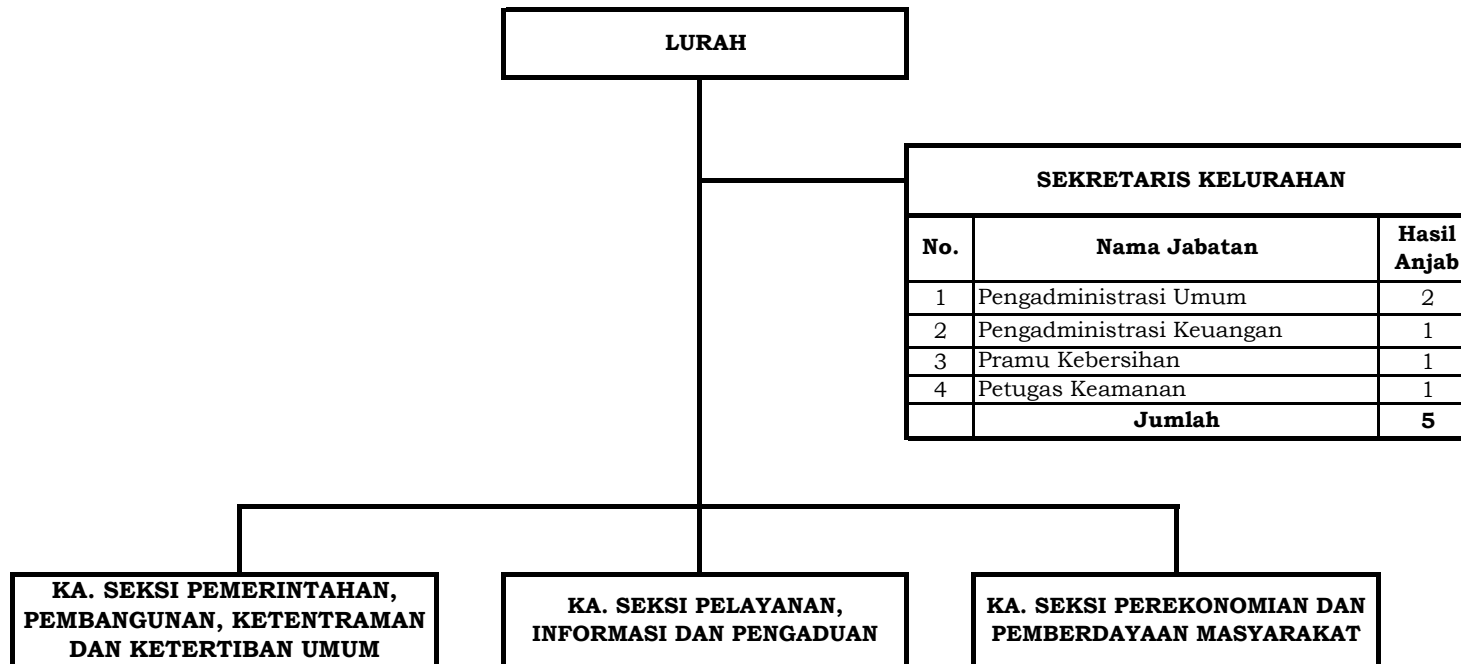 LURAH
SEKRETARIS KELURAHAN
No. Nama Jabatan Hasil Anjab
1 Pengadministrasi Umum 2
2 Pengadministrasi Keuangan 1
3 Pramu Kebersihan 1
4 Petugas Keamanan 1
Jumlah 5
KA. SEKSI PEMERINTAHAN,
PEMBANGUNAN, KETENTRAMAN
DAN KETERTIBAN UMUM
KA. SEKSI PELAYANAN,
INFORMASI DAN PENGADUAN
KA. SEKSI PEREKONOMIAN DAN
PEMBERDAYAAN MASYARAKAT